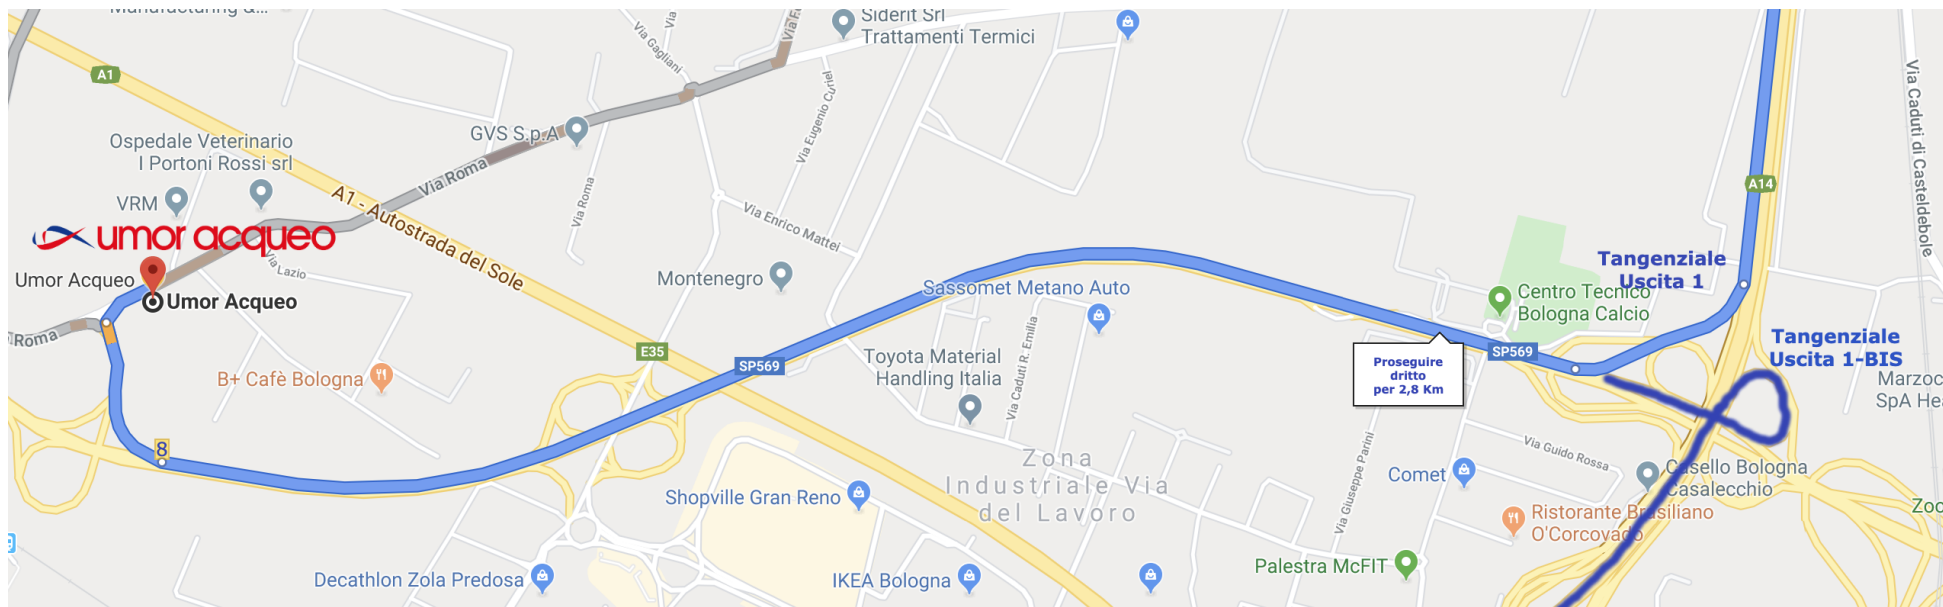 Manufacturing &...
A1
Ospedale Veterinario
I Portoni Rossi srl
VRM
umor acqueo
Umor Acqueo
Umor Acqueo
Roma
Via Lazio
B+ Cafè Bologna
8
A1 - Autostrada del Sole
Via Roma
GVS S.p.A
Via Gagliani
Via
Via Roma
Siderit Srl
Trattamenti Termici
Via Eugenio Curiel
Via Enrico Mattei
Montenegro
E35
SP569
Sassomet Metano Auto
Toyota Material
Handling Italia
Via Caduti R. Emilia
Zona
Industriale Via
del Lavoro
Shopville Gran Reno
Decathlon Zola Predosa
IKEA Bologna
Palestra McFIT
Via Giuseppe Parini
Comet
Proseguire
dritto
per 2,8 Km
SP569
Centro Tecnico
Bologna Calcio
Tangenziale
Uscita 1
A14
Via Caduti di Casteldebole
Tangenziale
Uscita 1-BIS
Marzoc
SpA Hea
Via Guido Rossa
Casello Bologna
Casalecchio
Ristorante Brasiliano
O'Corcovado
Zoo